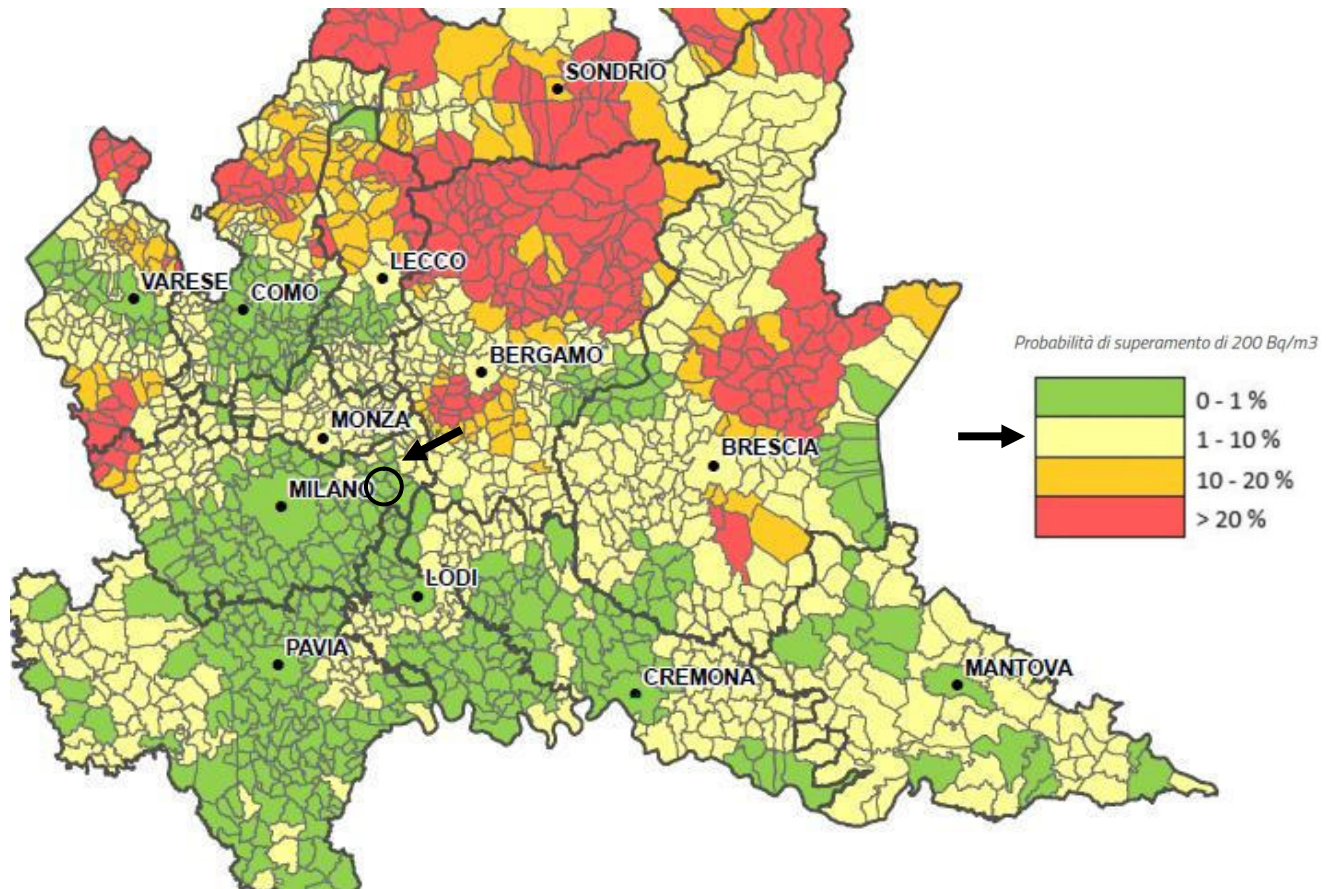 SONDRIO
LECCO
VARESE
COMO
BERGAMO
MONZA
BRESCIA
MILANO
LODI
PAVIA
CREMONA
MANTOVA
Probabilità di superamento di 200 Bq/m3
0 - 1 %
1 - 10 %
10 - 20 %
> 20 %